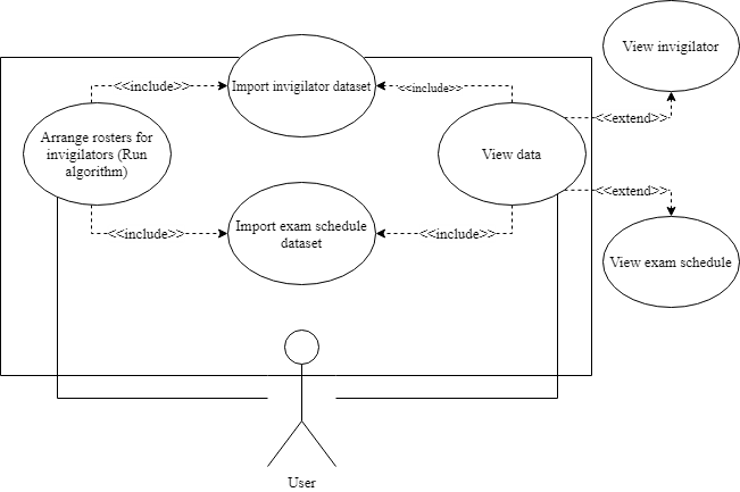 View invigilator
<<include>>
Import invigilator dataset
<<include>>
<<extend>>
Arrange rosters for
invigilators (Run
algorithm)
View data
<<extend>>
Import exam schedule
dataset
<<include>>
<<include>>
View exam schedule
User